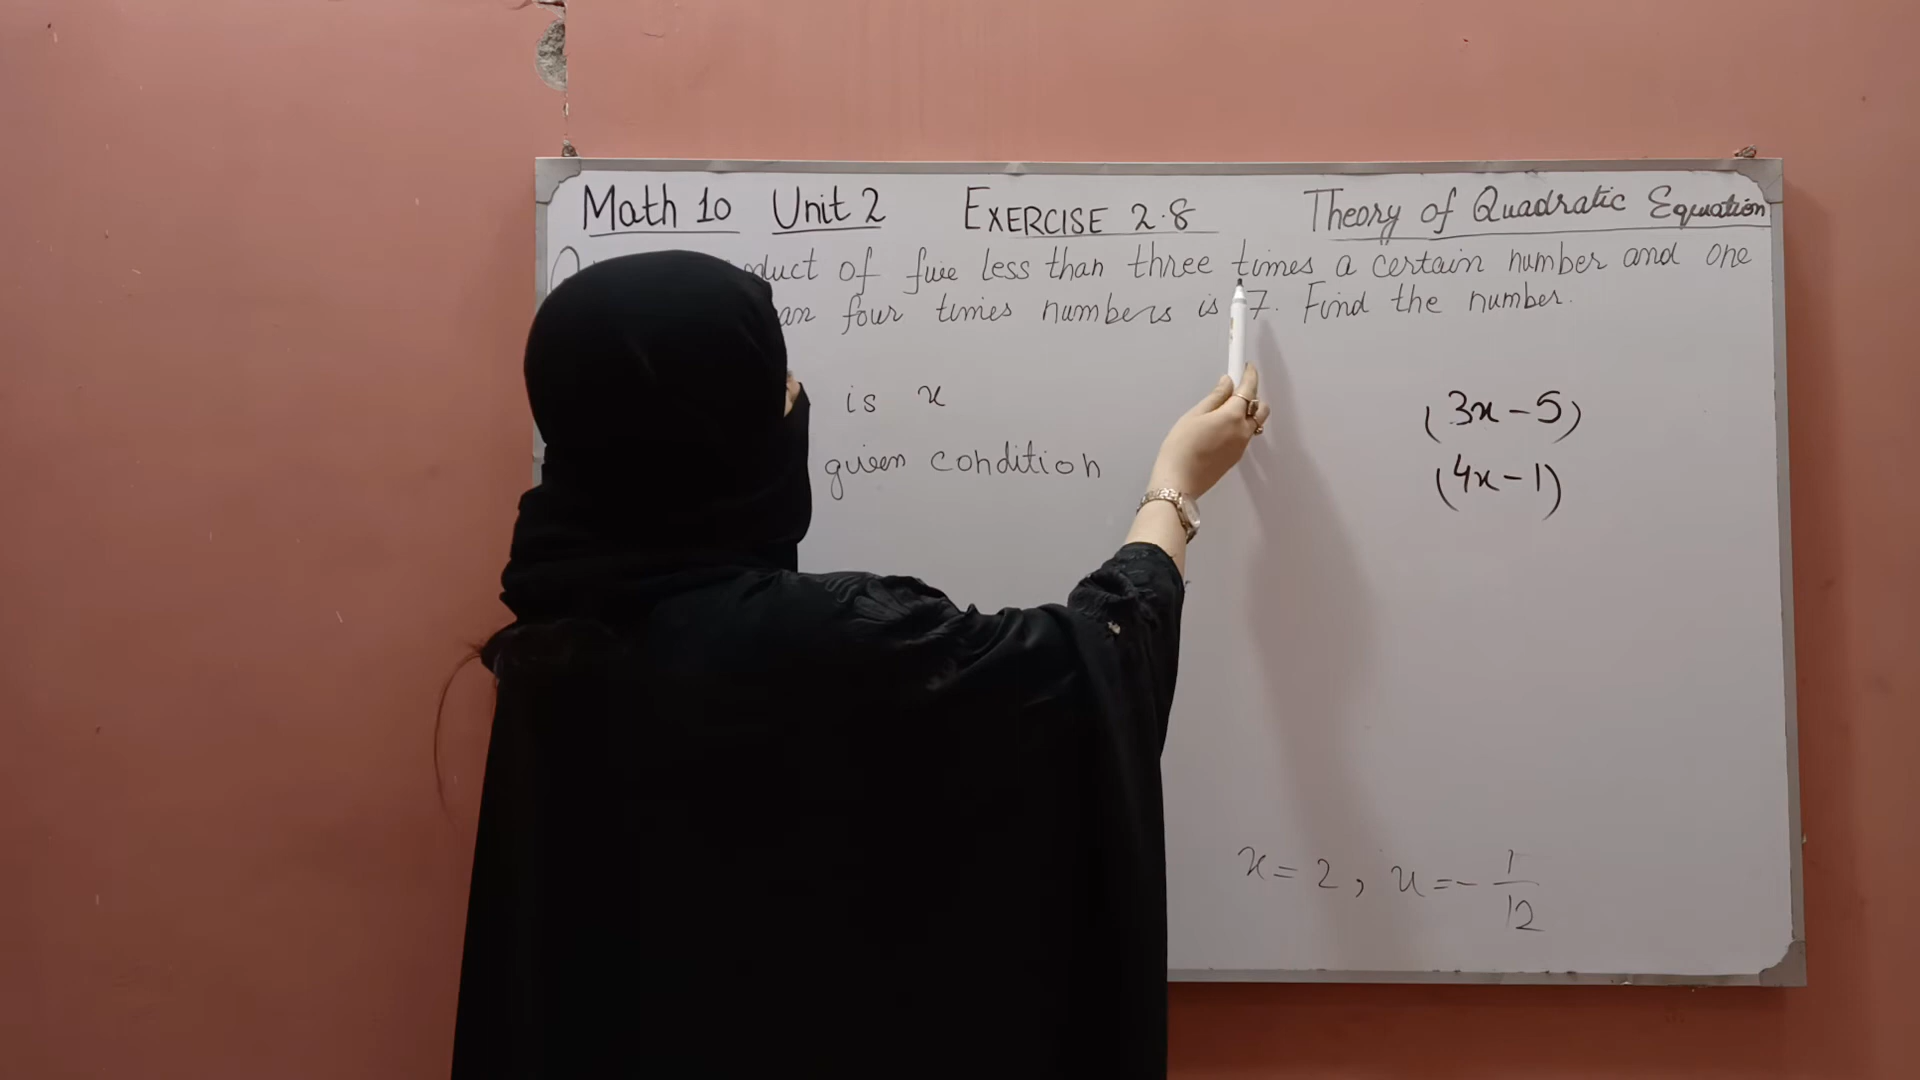 Math 10 Unit 2 EXERCISE 2.8 Theory of Quadratic Equation
duct of five less than three times a certain number and one
an four times numbers is 7. Find the number.
is x
given condition
(3x-5)
(4x-1)
x = 2, x = - 1/12